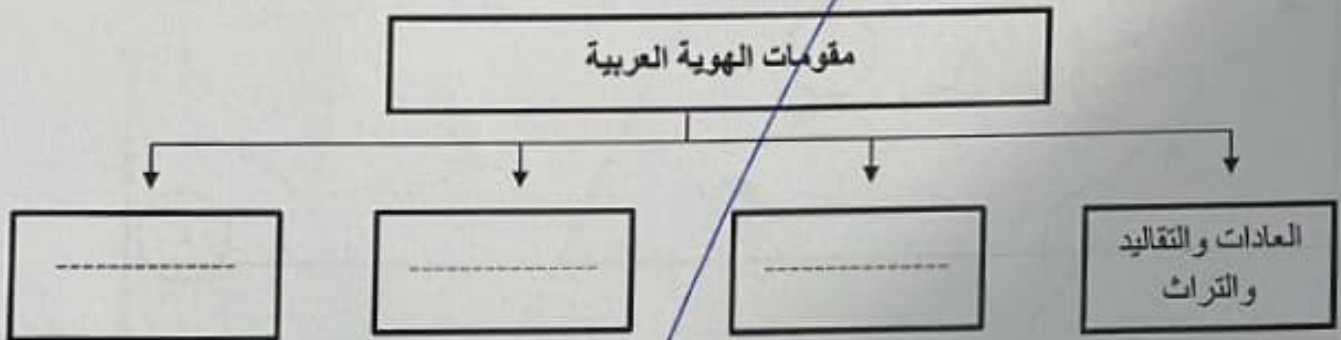 مقومات الهوية العربية
العادات والتقاليد
والتراث
---------------
---------------
---------------